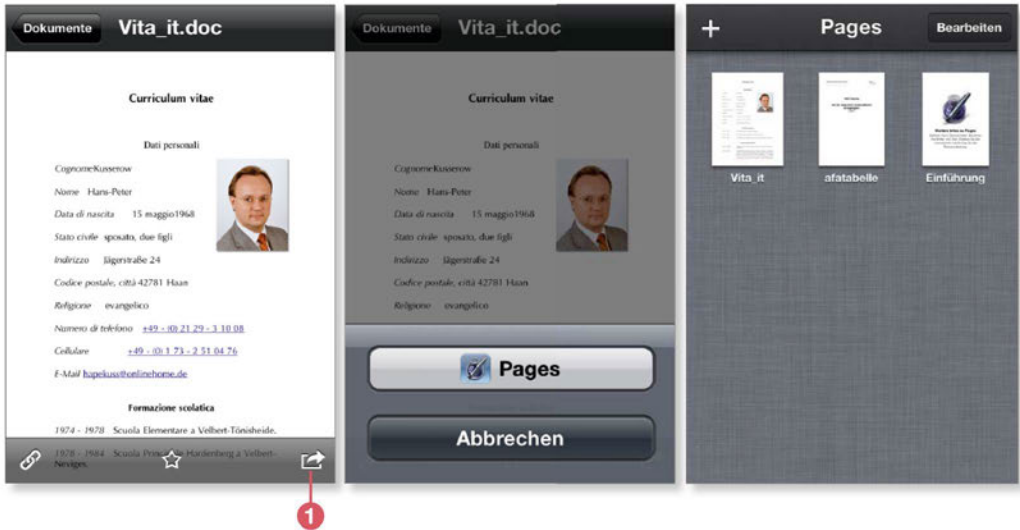 Dokumente Vita_it.doc
Curriculum vitae
Dati personali
CognomeKusserow
Nome Hans-Peter
Data di nascita 15 maggio1968
Stato civile sposato, due figli
Indirizzo Jägerstraße 24
Codice postale, città 42781 Haan
Religione evangelico
Numero di telefono +49 - (0) 21 29 - 3 10 08
Cellulare +49 - (0) 1 73 - 2 51 04 76
E-Mail hapekuss@onlinehome.de
Formazione scolatica
1974 - 1978 Scuola Elementare a Velbert-Tönisheide.
1978 - 1984 Scuola Hardenberg a Velbert-
Neviges.
1
Dokumente Vita_it.doc
Curriculum vitae
Dati personali
CognomeKusserow
Nome Hans-Peter
Data di nascita 15 maggio1968
Stato civile sposato, due figli
Indirizzo Jägerstraße 24
Codice postale, città 42781 Haan
Religione evangelico
Pages
Abbrechen
+ Pages Bearbeiten
Vita_it afatabelle Einführung